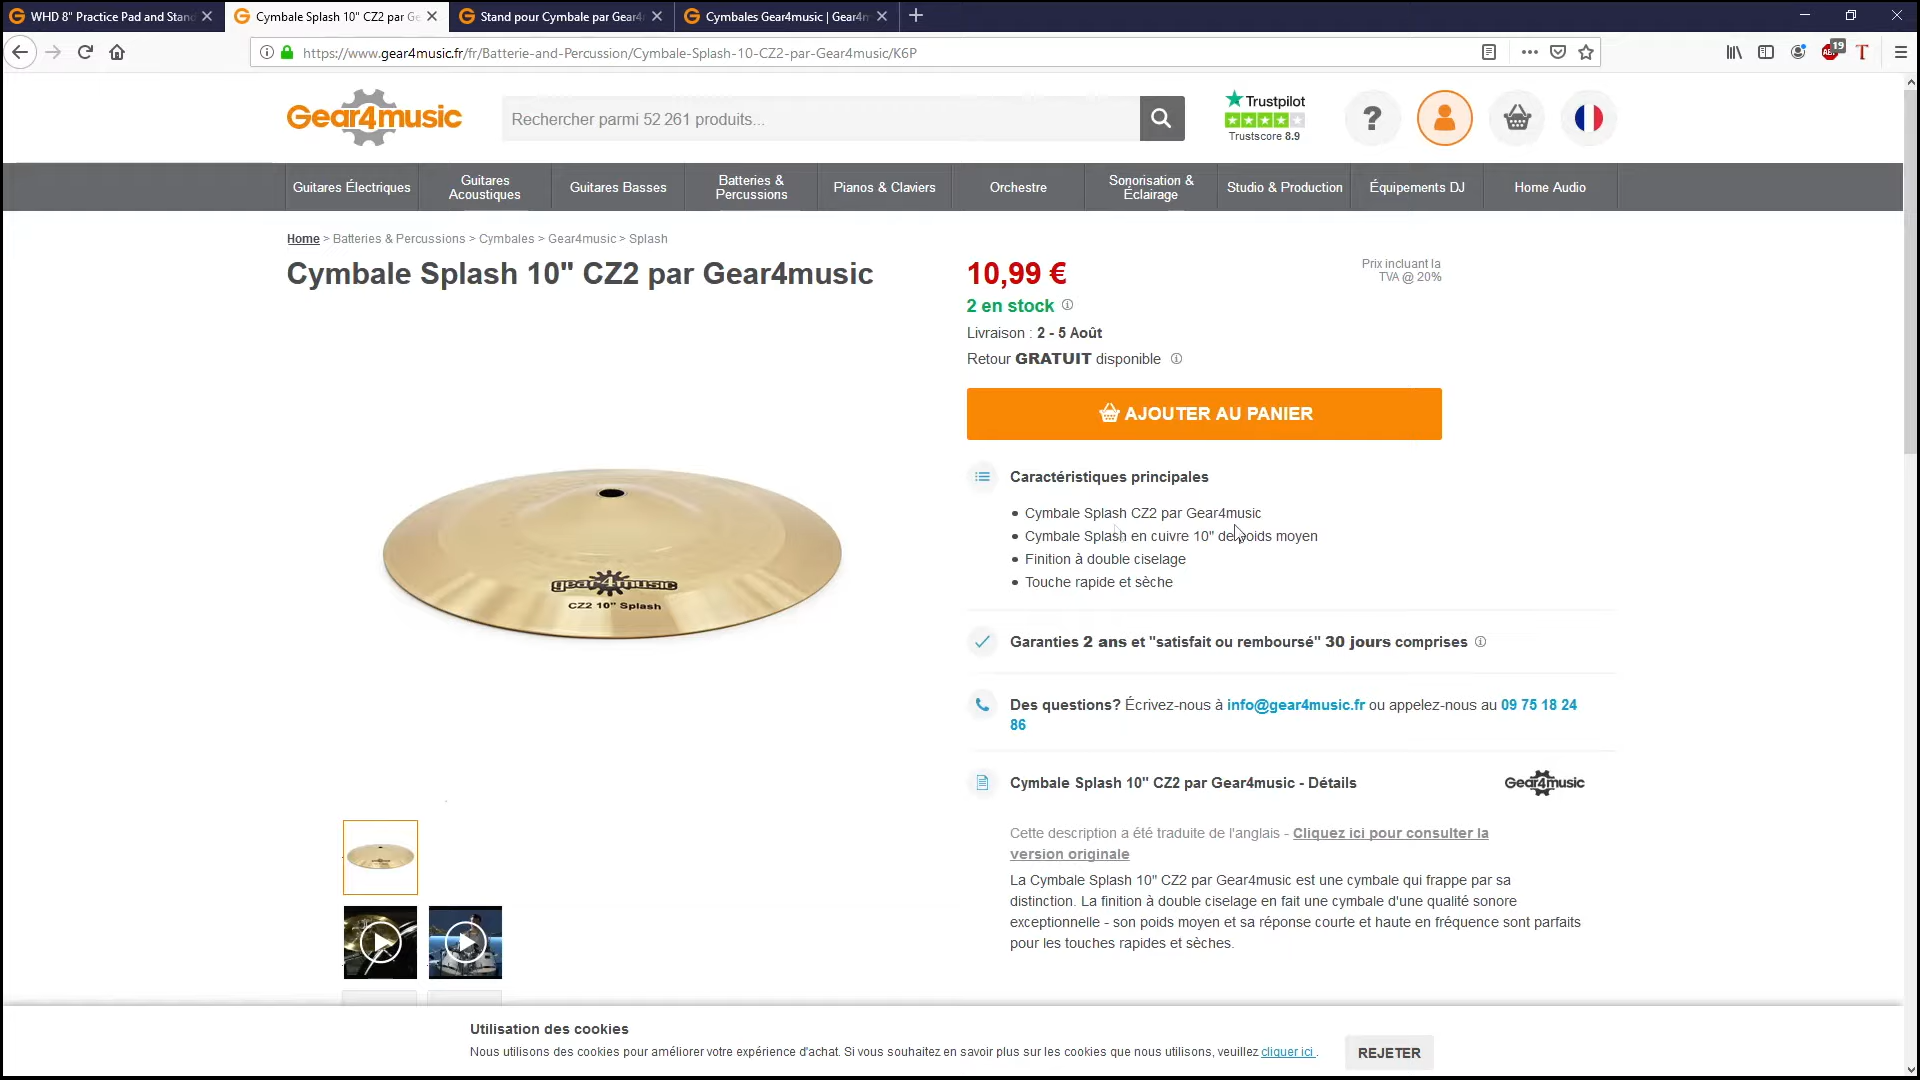 WHD 8" Practice Pad and Stand
Cymbale Splash 10" CZ2 par Ge
Stand pour Cymbale par Gear4
Cymbales Gear4music | Gear4m
https://www.gear4music.fr/fr/Batterie-and-Percussion/Cymbale-Splash-10-CZ2-par-Gear4music/K6P
19
T
Gear4music
Rechercher parmi 52 261 produits...
Trustpilot
Trustscore 8.9
?
Guitares Électriques
Guitares
Acoustiques
Guitares Basses
Batteries &
Percussions
Pianos & Claviers
Orchestre
Sonorisation &
Éclairage
Studio & Production
Équipements DJ
Home Audio
Home > Batteries & Percussions > Cymbales > Gear4music > Splash
Cymbale Splash 10" CZ2 par Gear4music
gear4music
CZ2 10" Splash
10,99 €
Prix incluant la
TVA @ 20%
2 en stock
Livraison : 2 - 5 Août
Retour GRATUIT disponible
AJOUTER AU PANIER
Caractéristiques principales
• Cymbale Splash CZ2 par Gear4music
• Cymbale Splash en cuivre 10" de poids moyen
• Finition à double ciselage
• Touche rapide et sèche
Garanties 2 ans et "satisfait ou remboursé" 30 jours comprises
Des questions? Écrivez-nous à info@gear4music.fr ou appelez-nous au 09 75 18 24
86
Cymbale Splash 10" CZ2 par Gear4music - Détails
Gear4music
Cette description a été traduite de l'anglais - Cliquez ici pour consulter la
version originale
La Cymbale Splash 10" CZ2 par Gear4music est une cymbale qui frappe par sa
distinction. La finition à double ciselage en fait une cymbale d'une qualité sonore
exceptionnelle - son poids moyen et sa réponse courte et haute en fréquence sont parfaits
pour les touches rapides et sèches.
Utilisation des cookies
Nous utilisons des cookies pour améliorer votre expérience d'achat. Si vous souhaitez en savoir plus sur les cookies que nous utilisons, veuillez cliquer ici .
REJETER